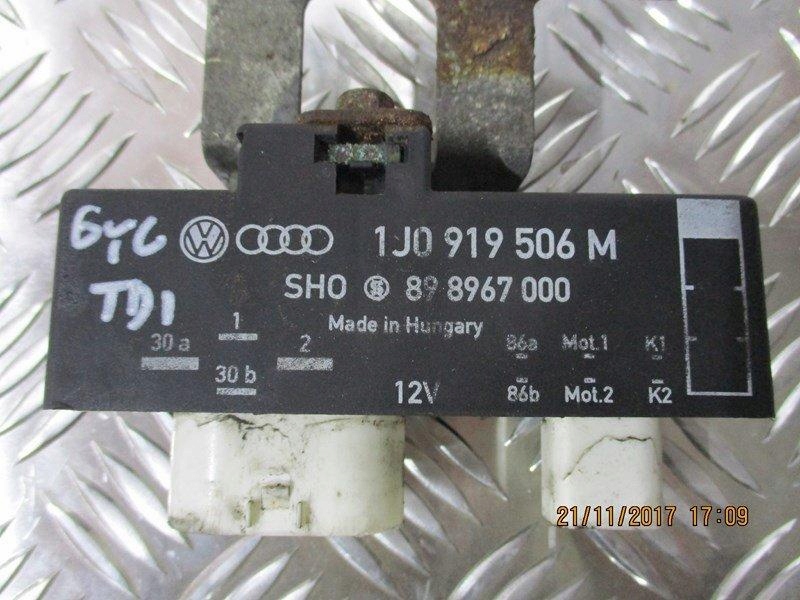 1J0 919 506 M
SHO 89 8967 000
TDI
Made in Hungary
30 a 1 2 86a Mot.1 K1
30 b 12V 86b Mot.2 K2
21/11/2017 17:09